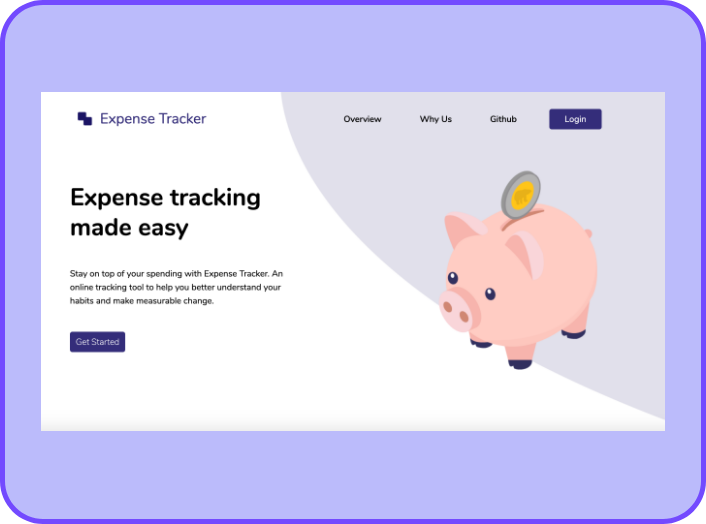 Expense Tracker
Overview
Why Us
Github
Login
Expense tracking
made easy
Stay on top of your spending with Expense Tracker. An
online tracking tool to help you better understand your
habits and make measurable change.
Get Started